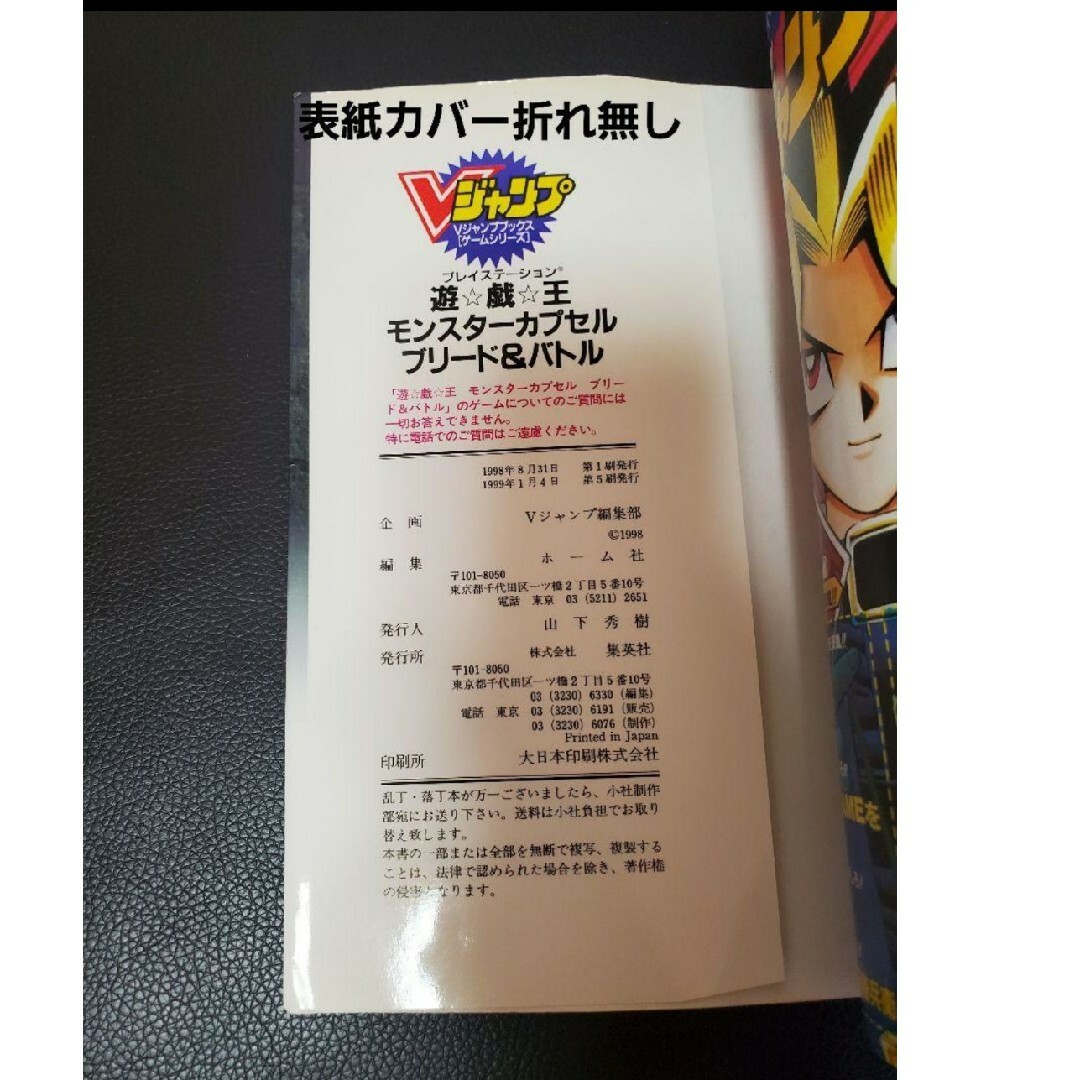 表紙カバー折れ無し
Vジャンプ
Vジャンプブックス
[ゲームシリーズ]
プレイステーション®
遊☆戯☆王
モンスターカプセル
ブリード&バトル
「遊☆戯☆王　モンスターカプセル　ブリー
ド&バトル」のゲームについてのご質問には
一切お答えできません。
特に電話でのご質問はご遠慮ください。
1998年8月31日　第1刷発行
1999年1月4日　第5刷発行
企画　Vジャンプ編集部
©1998
編集　ホーム社
〒101-8050
東京都千代田区一ツ橋2丁目5番10号
電話　東京　03 (5211) 2651
発行人　山下秀樹
発行所　株式会社　集英社
〒101-8050
東京都千代田区一ツ橋2丁目5番10号
03 (3230) 6330 (編集)
電話　東京　03 (3230) 6191 (販売)
03 (3230) 6076 (制作)
Printed in Japan
印刷所　大日本印刷株式会社
乱丁・落丁本が万一ございましたら、小社制作
部宛にお送り下さい。送料は小社負担でお取り
替え致します。
本書の一部または全部を無断で複写、複製する
ことは、法律で認められた場合を除き、著作権
の侵害となります。
AMEを